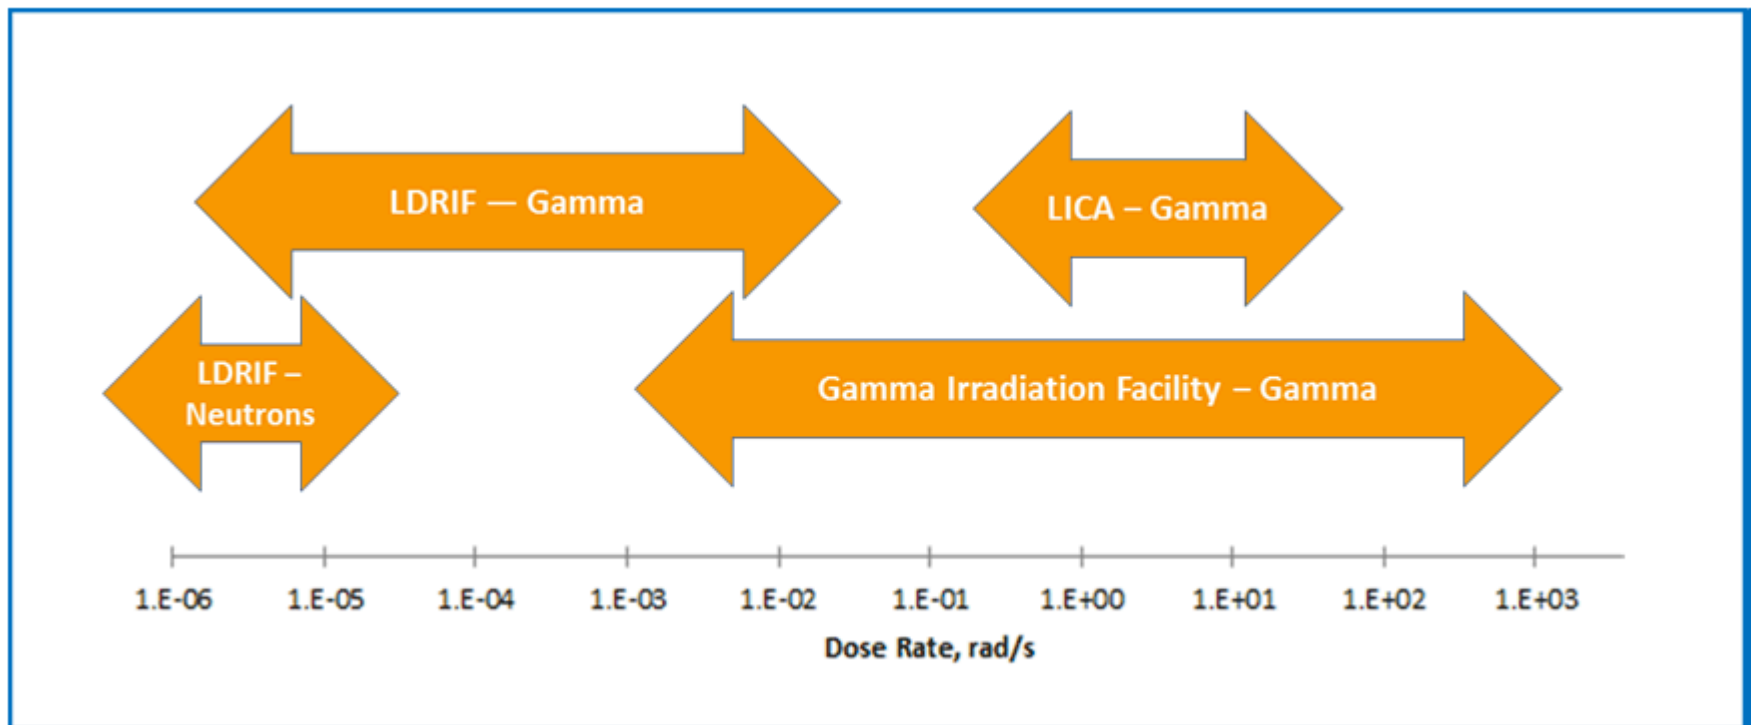 LDRIF — Gamma
LICA – Gamma
LDRIF –
Neutrons
Gamma Irradiation Facility – Gamma
1.E-06 1.E-05 1.E-04 1.E-03 1.E-02 1.E-01 1.E+00 1.E+01 1.E+02 1.E+03
Dose Rate, rad/s